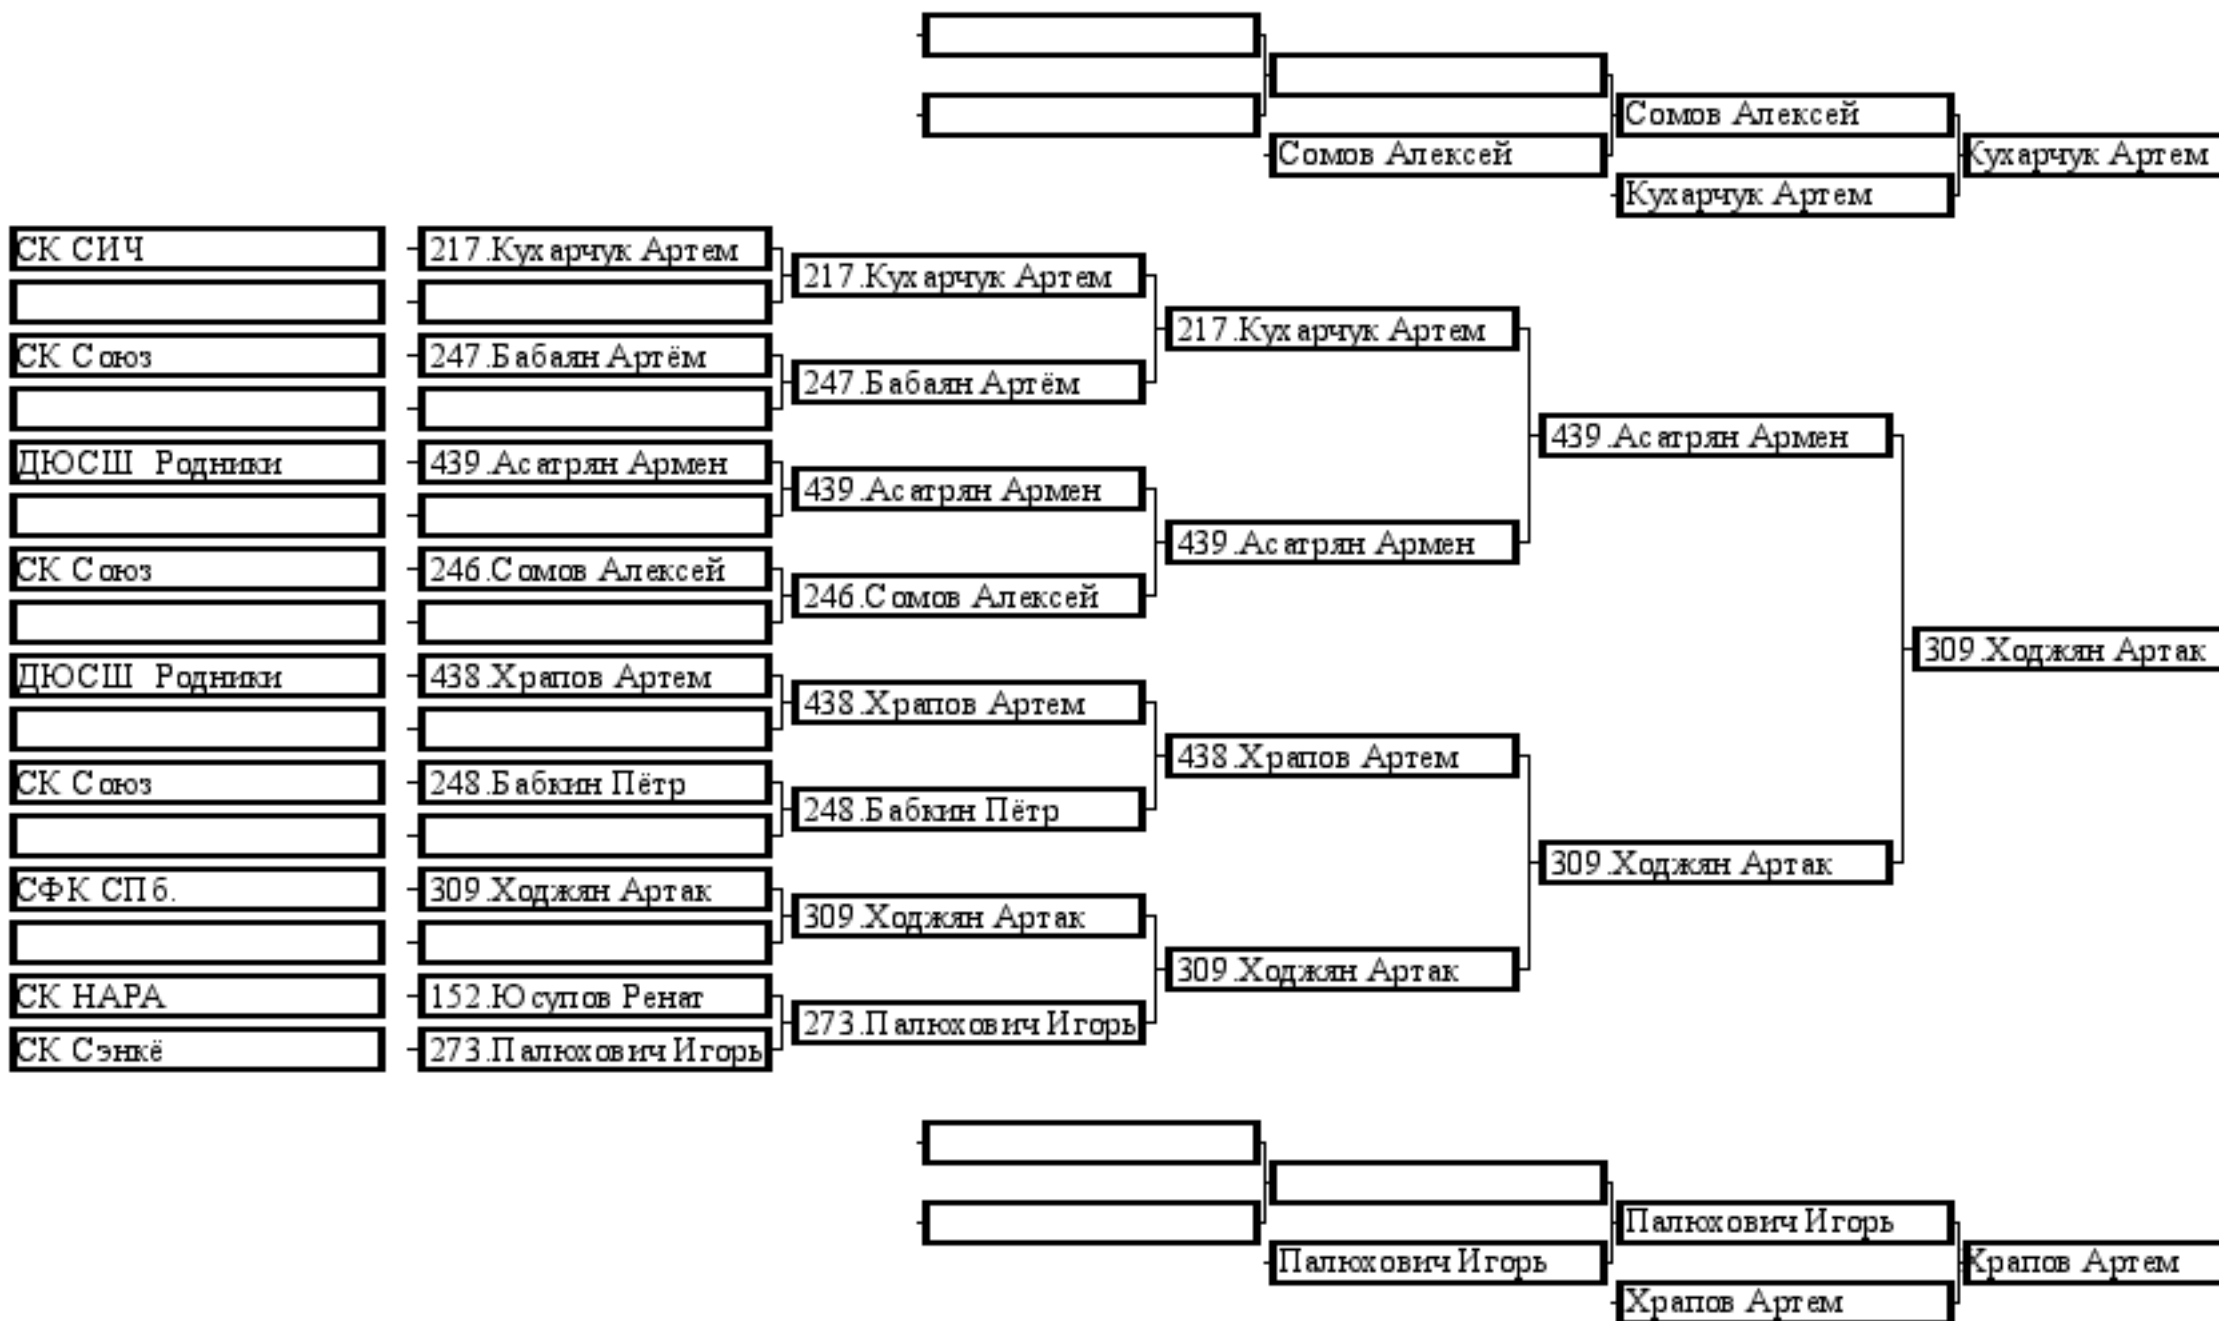 Сомов Алексей
Сомов Алексей
Кухарчук Артем
Кухарчук Артем
СК СИЧ
217.Кухарчук Артем
217.Кухарчук Артем
217.Кухарчук Артем
СК Союз
247.Бабаян Артём
247.Бабаян Артём
439.Асатрян Армен
ДЮСШ Родники
439.Асатрян Армен
439.Асатрян Армен
439.Асатрян Армен
СК Союз
246.Сомов Алексей
246.Сомов Алексей
309.Ходжян Артак
ДЮСШ Родники
438.Храпов Артем
438.Храпов Артем
438.Храпов Артем
СК Союз
248.Бабкин Пётр
248.Бабкин Пётр
309.Ходжян Артак
СФК СПб.
309.Ходжян Артак
309.Ходжян Артак
309.Ходжян Артак
СК НАРА
152.Юсупов Ренат
273.Палюхович Игорь
СК Сэнкё
273.Палюхович Игорь
Палюхович Игорь
Палюхович Игорь
Храпов Артем
Храпов Артем